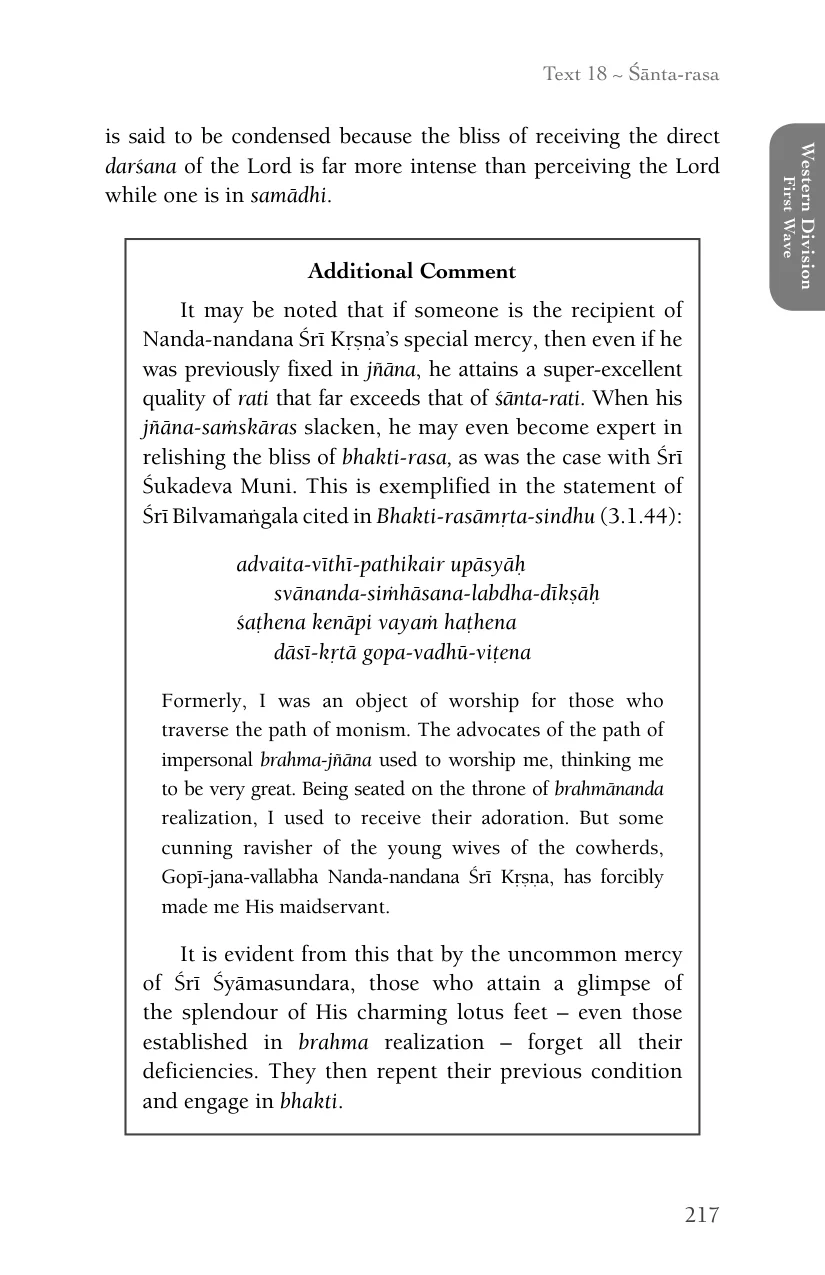 Text 18 ~ Śānta-rasa
Western Division
First Wave
is said to be condensed because the bliss of receiving the direct
darśana of the Lord is far more intense than perceiving the Lord
while one is in samādhi.
Additional Comment
It may be noted that if someone is the recipient of
Nanda-nandana Śrī Kṛṣṇa’s special mercy, then even if he
was previously fixed in jñāna, he attains a super-excellent
quality of rati that far exceeds that of śānta-rati. When his
jñāna-saṁskāras slacken, he may even become expert in
relishing the bliss of bhakti-rasa, as was the case with Śrī
Śukadeva Muni. This is exemplified in the statement of
Śrī Bilvamaṅgala cited in Bhakti-rasāmṛta-sindhu (3.1.44):
advaita-vīthī-pathikair upāsyāḥ
svānanda-siṁhāsana-labdha-dīkṣāḥ
śaṭhena kenāpi vayaṁ haṭhena
dāsī-kṛtā gopa-vadhū-viṭena
Formerly, I was an object of worship for those who
traverse the path of monism. The advocates of the path of
impersonal brahma-jñāna used to worship me, thinking me
to be very great. Being seated on the throne of brahmānanda
realization, I used to receive their adoration. But some
cunning ravisher of the young wives of the cowherds,
Gopī-jana-vallabha Nanda-nandana Śrī Kṛṣṇa, has forcibly
made me His maidservant.
It is evident from this that by the uncommon mercy
of Śrī Śyāmasundara, those who attain a glimpse of
the splendour of His charming lotus feet – even those
established in brahma realization – forget all their
deficiencies. They then repent their previous condition
and engage in bhakti.
217